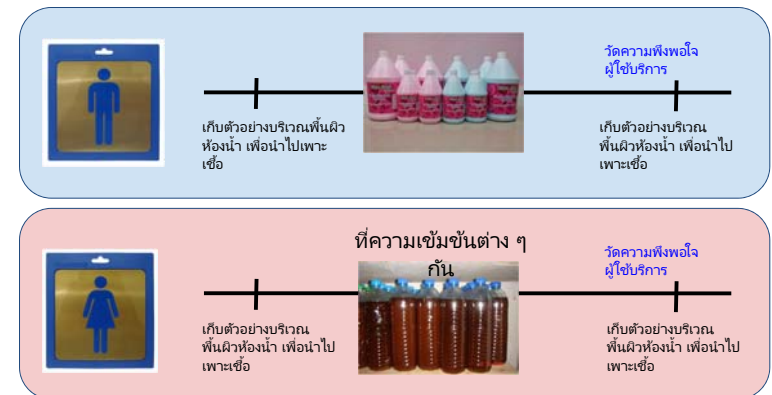 วัดความพึงพอใจ
ผู้ใช้บริการ
เก็บตัวอย่างบริเวณพื้นผิว
ห้องน้ำ เพื่อนำไปเพาะ
เชื้อ
เก็บตัวอย่างบริเวณ
พื้นผิวห้องน้ำ เพื่อนำไป
เพาะเชื้อ
ที่ความเข้มข้นต่าง ๆ
กัน
วัดความพึงพอใจ
ผู้ใช้บริการ
เก็บตัวอย่างบริเวณ
พื้นผิวห้องน้ำ เพื่อนำไป
เพาะเชื้อ
เก็บตัวอย่างบริเวณ
พื้นผิวห้องน้ำ เพื่อนำไป
เพาะเชื้อ